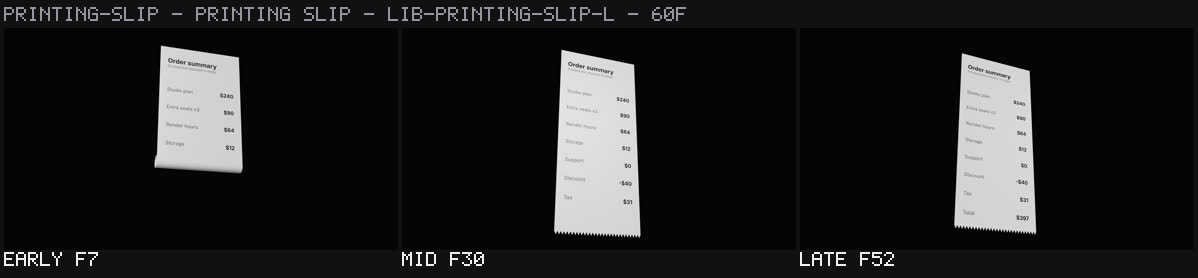 PRINTING-SLIP - PRINTING SLIP - LIB-PRINTING-SLIP-L - 60F
Order summary
Studio plan $240
Extra seats x3 $90
Render hours $64
Storage $12
EARLY F7
Order summary
Studio plan $240
Extra seats x3 $90
Render hours $64
Storage $12
Support $0
Discount -$40
Tax $31
MID F30
Order summary
Studio plan $240
Extra seats x3 $90
Render hours $64
Storage $12
Support $0
Discount -$40
Tax $31
Total $397
LATE F52